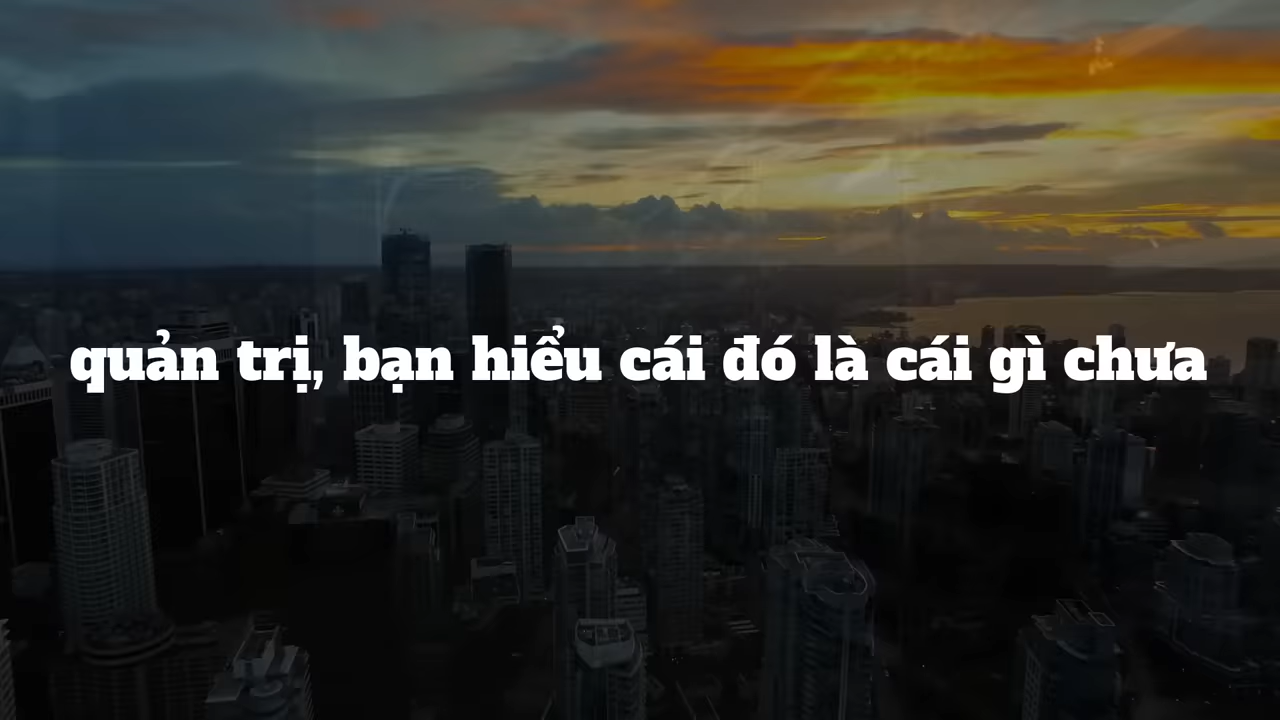 quản trị, bạn hiểu cái đó là cái gì chưa